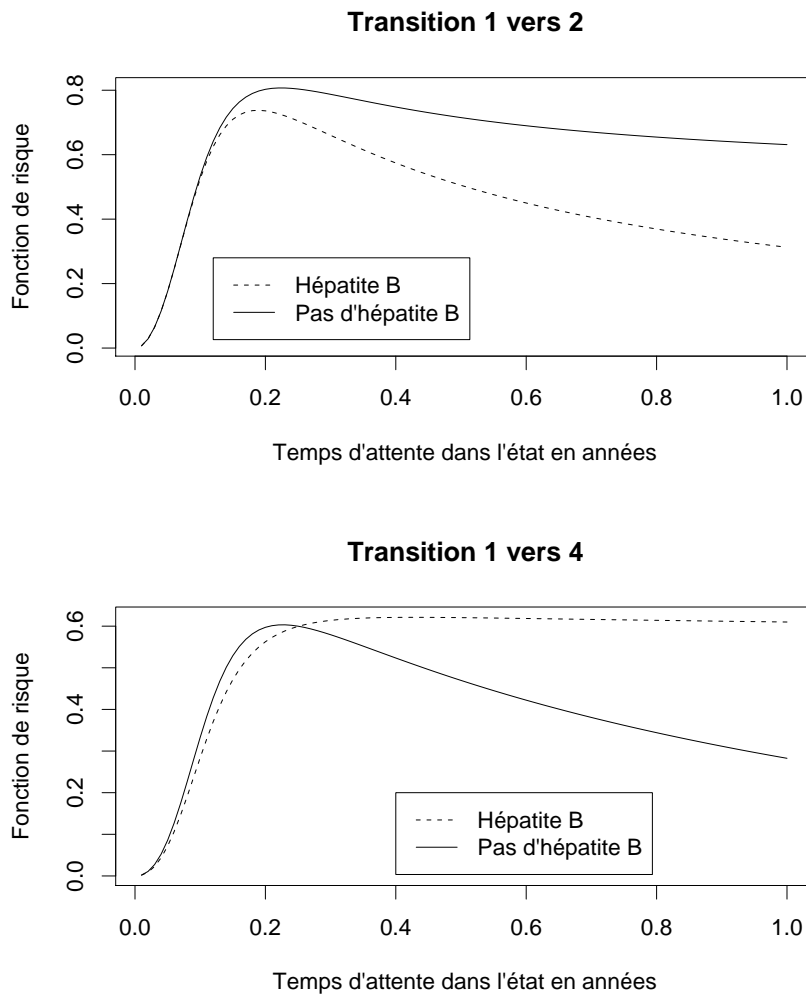 Transition 1 vers 2
Fonction de risque
0.8
0.6
0.4
0.2
0.0
Hépatite B
Pas d'hépatite B
0.0 0.2 0.4 0.6 0.8 1.0
Temps d'attente dans l'état en années
Transition 1 vers 4
Fonction de risque
0.6
0.4
0.2
0.0
Hépatite B
Pas d'hépatite B
0.0 0.2 0.4 0.6 0.8 1.0
Temps d'attente dans l'état en années